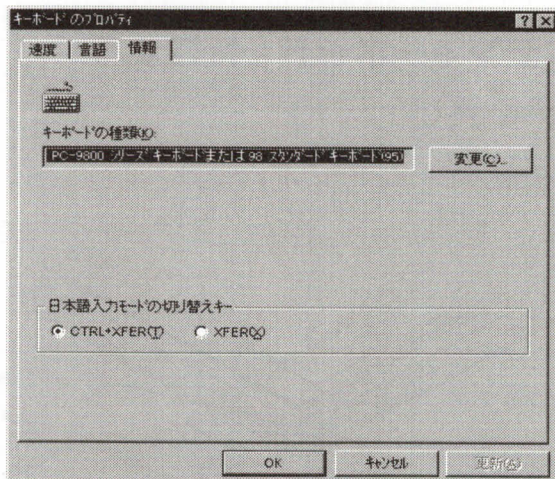 キーボードのプロパティ
速度 言語 情報
キーボードの種類(K):
PC-9800 シリーズ キーボードまたは 98 スタンダード キーボード(95)
変更(C)...
日本語入力モードの切り替えキー
CTRL+XFER(T) XFER(X)
OK キャンセル 更新(A)